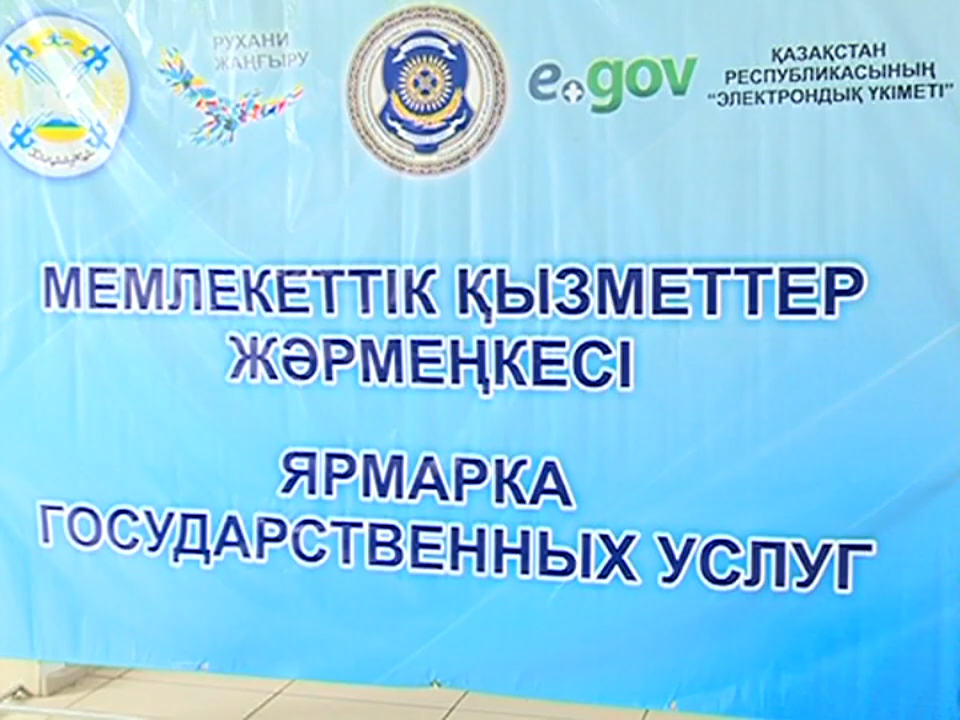 РУХАНИ
ЖАҢҒЫРУ
e.gov
ҚАЗАҚСТАН
РЕСПУБЛИКАСЫНЫҢ
"ЭЛЕКТРОНДЫҚ ҮКІМЕТІ"
МЕМЛЕКЕТТІК ҚЫЗМЕТТЕР
ЖӘРМЕҢКЕСІ
ЯРМАРКА
ГОСУДАРСТВЕННЫХ УСЛУГ